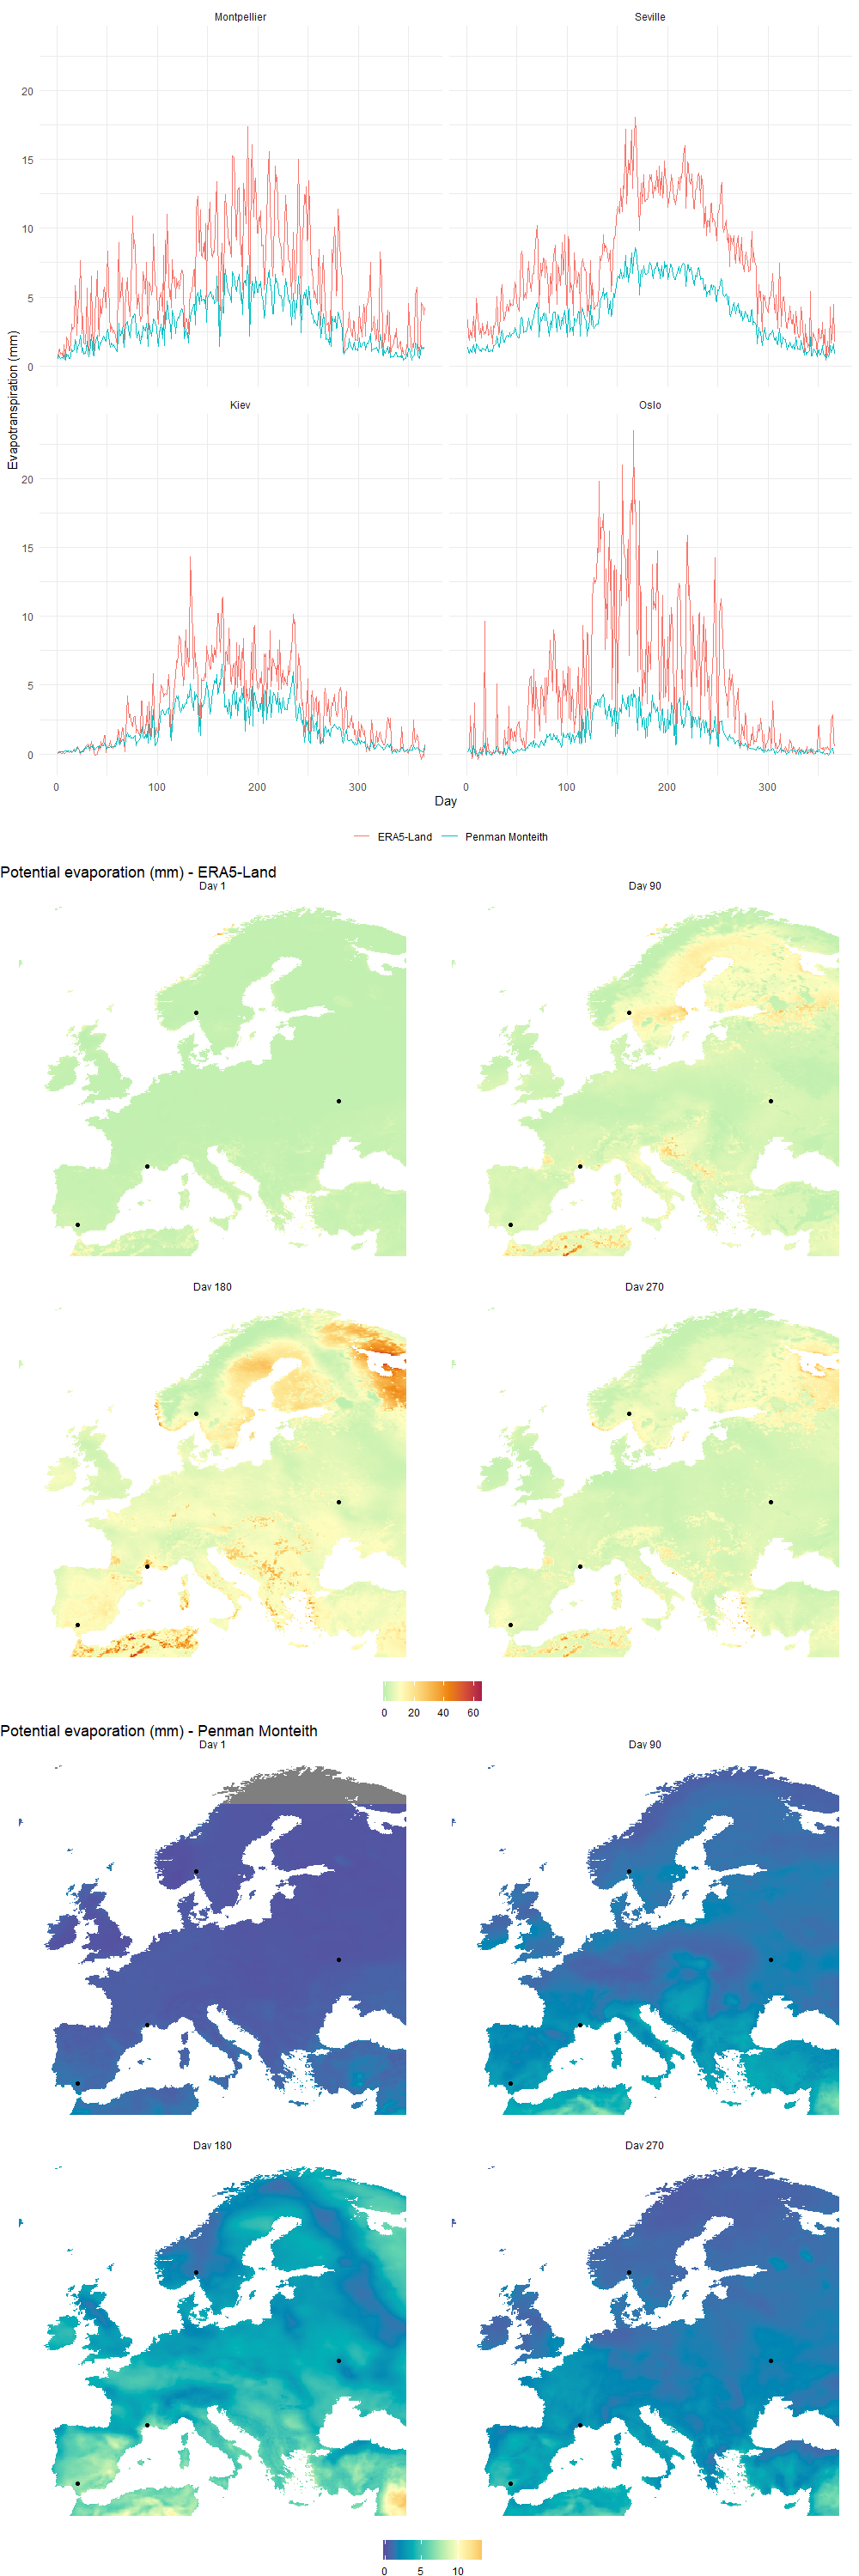 Montpellier
Seville
20
15
10
5
0
Kiev
Oslo
20
15
10
5
0
Evapotranspiration (mm)
0 100 200 300
0 100 200 300
Day
ERA5-Land
Penman Monteith
Potential evaporation (mm) - ERA5-Land
Day 1
Day 90
Day 180
Day 270
0 20 40 60
Potential evaporation (mm) - Penman Monteith
Day 1
Day 90
Day 180
Day 270
0 5 10